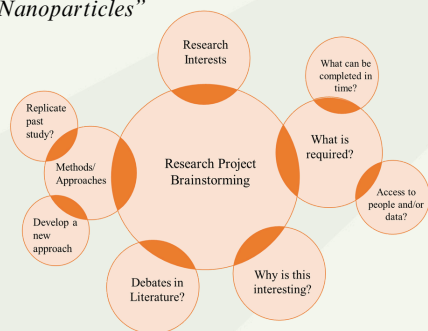 Nanoparticles”
Research
Interests
What can be
completed in
time?
Replicate
past
study?
What is
required?
Methods/
Approaches
Research Project
Brainstorming
Access to
people and/or
data?
Develop a
new
approach
Debates in
Literature?
Why is this
interesting?